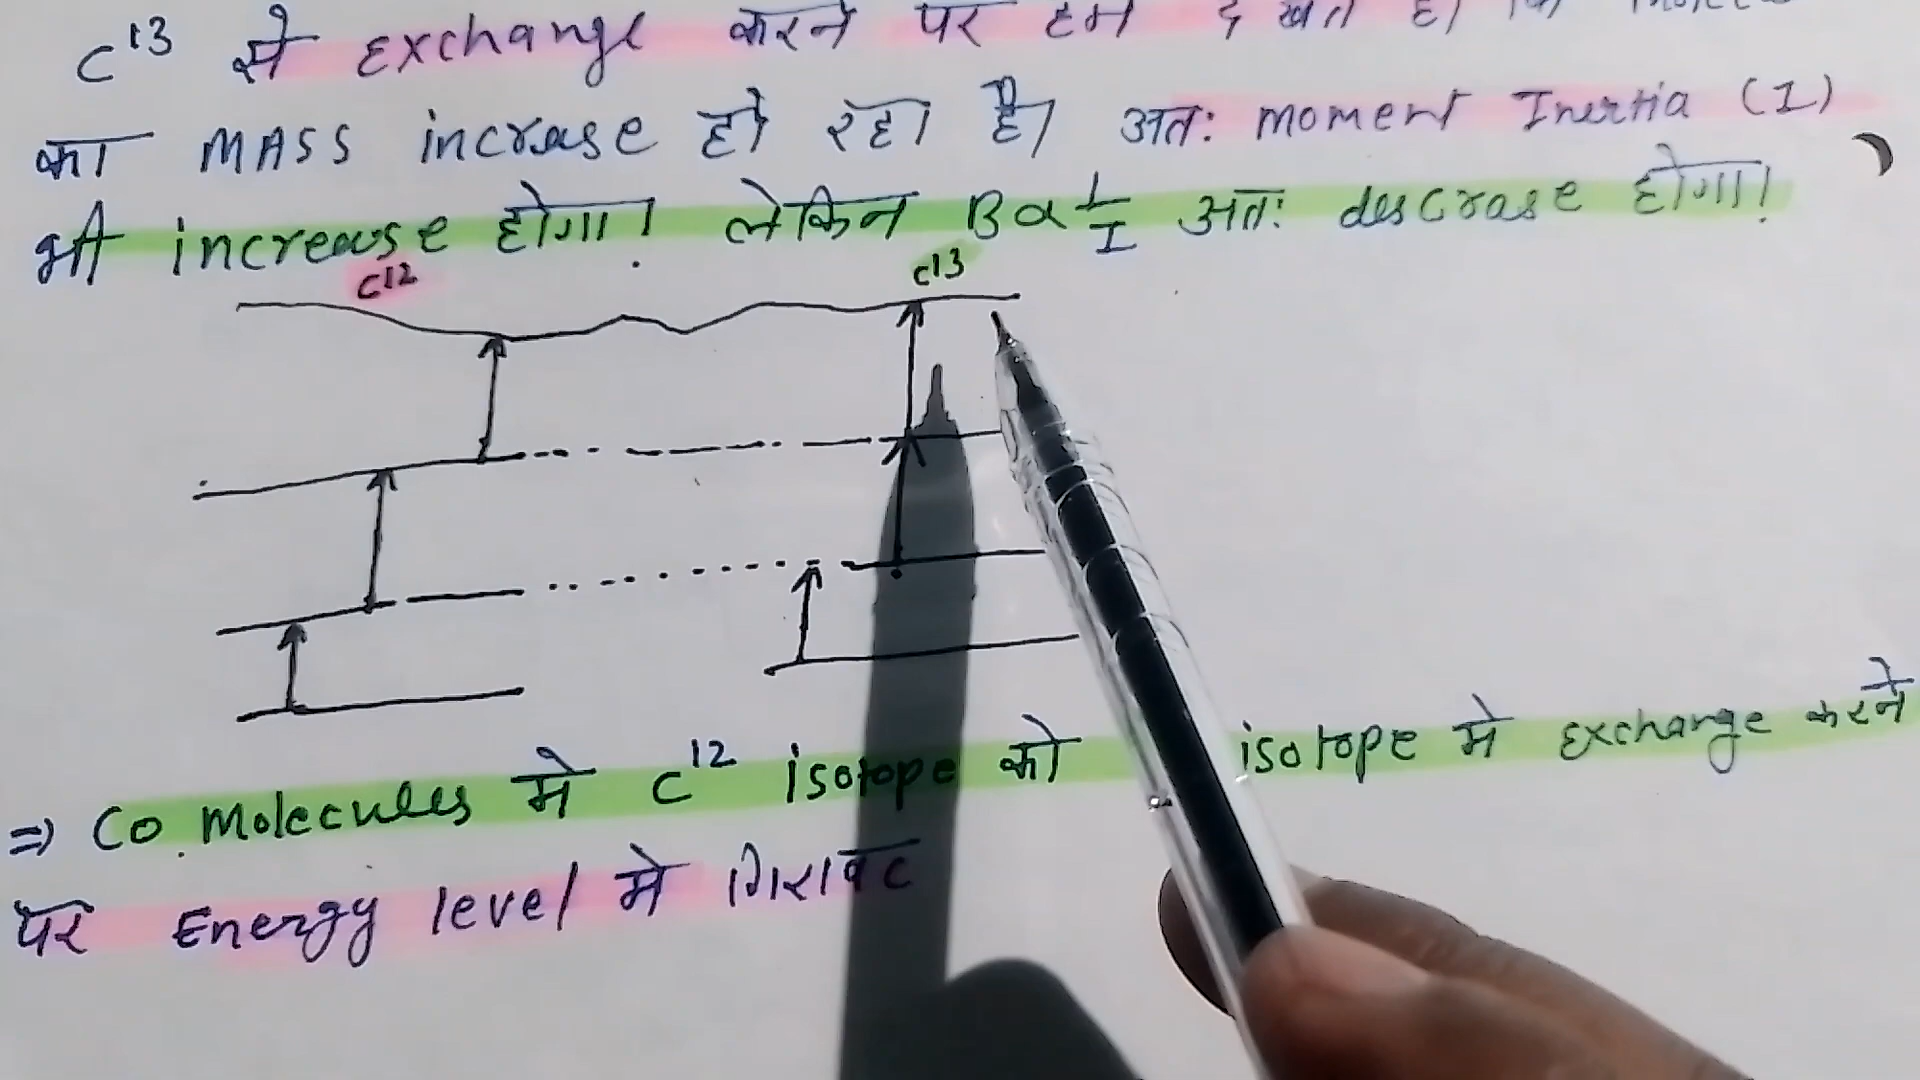 C¹³ से exchange करने पर हम देखते है। कि
का MASS incrase हो रहा है। अतः moment Inertia (I)
भी increase होगा! लेकिन B α 1/I अतः descrase होगा!
C12 C13
⇒ CO Molecules मे C¹² isotope को isotope मे Exchange करने
पर Energy level मे गिरावट